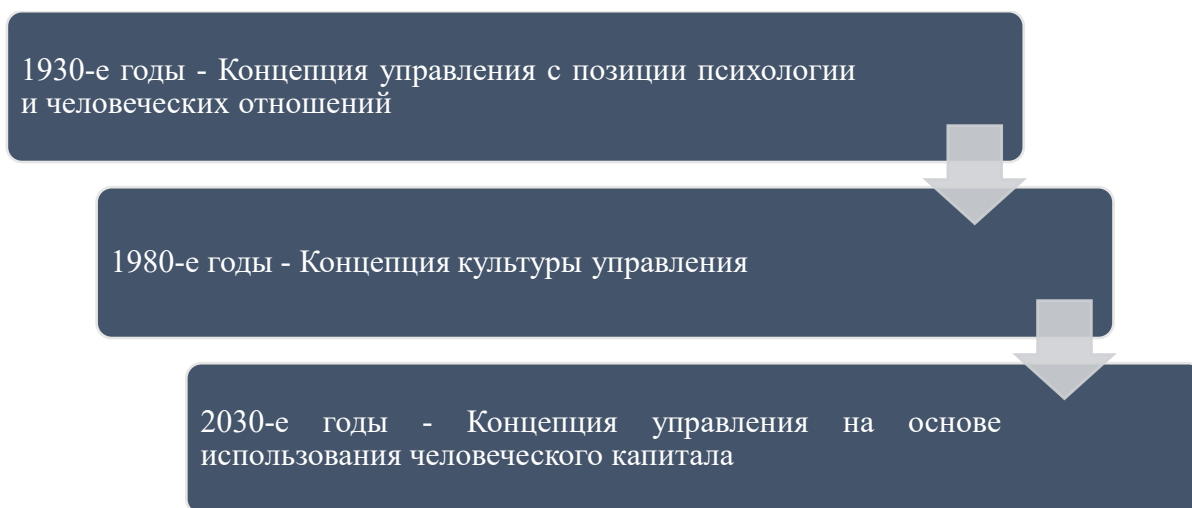 1930-е годы - Концепция управления с позиции психологии
и человеческих отношений
1980-е годы - Концепция культуры управления
2030-е годы - Концепция управления на основе
использования человеческого капитала